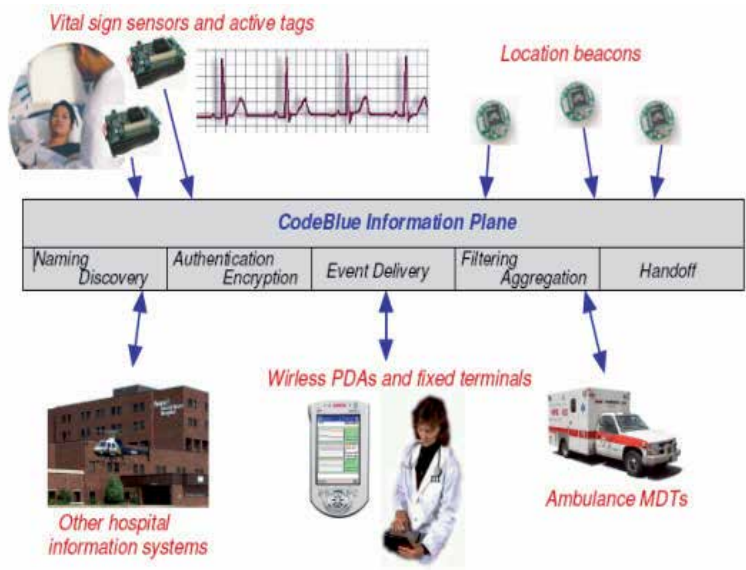 Vital sign sensors and active tags
Location beacons
CodeBlue Information Plane
Naming
Discovery
Authentication
Encryption
Event Delivery
Filtering
Aggregation
Handoff
Wirless PDAs and fixed terminals
Other hospital
information systems
Ambulance MDTs